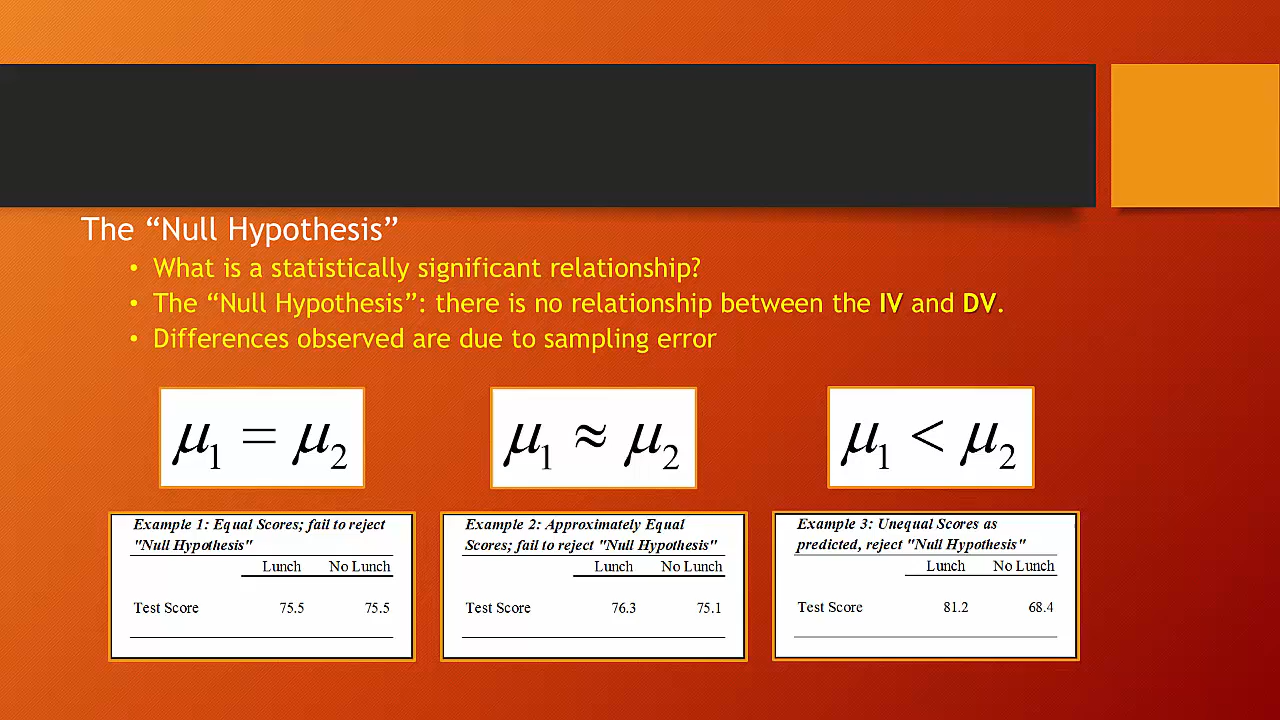 The “Null Hypothesis”
• What is a statistically significant relationship?
• The “Null Hypothesis”: there is no relationship between the IV and DV.
• Differences observed are due to sampling error
μ1 = μ2
μ1 ≈ μ2
μ1 < μ2
Example 1: Equal Scores; fail to reject
"Null Hypothesis"
Lunch No Lunch
Test Score 75.5 75.5
Example 2: Approximately Equal
Scores; fail to reject "Null Hypothesis"
Lunch No Lunch
Test Score 76.3 75.1
Example 3: Unequal Scores as
predicted, reject "Null Hypothesis"
Lunch No Lunch
Test Score 81.2 68.4